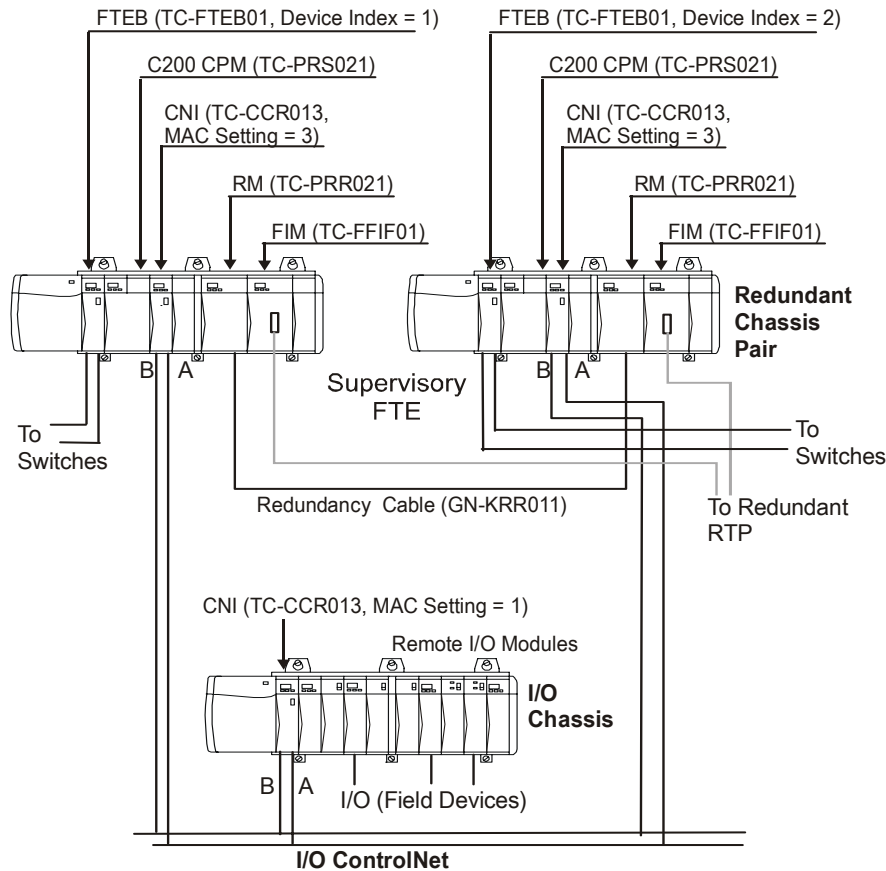 FTEB (TC-FTEB01, Device Index = 1)
C200 CPM (TC-PRS021)
CNI (TC-CCR013,
MAC Setting = 3)
RM (TC-PRR021)
FIM (TC-FFIF01)
FTEB (TC-FTEB01, Device Index = 2)
C200 CPM (TC-PRS021)
CNI (TC-CCR013,
MAC Setting = 3)
RM (TC-PRR021)
FIM (TC-FFIF01)
Redundant
Chassis
Pair
B A
Supervisory
FTE
B A
To
Switches
To
Switches
Redundancy Cable (GN-KRR011)
To Redundant
RTP
CNI (TC-CCR013, MAC Setting = 1)
Remote I/O Modules
I/O
Chassis
B A
I/O (Field Devices)
I/O ControlNet